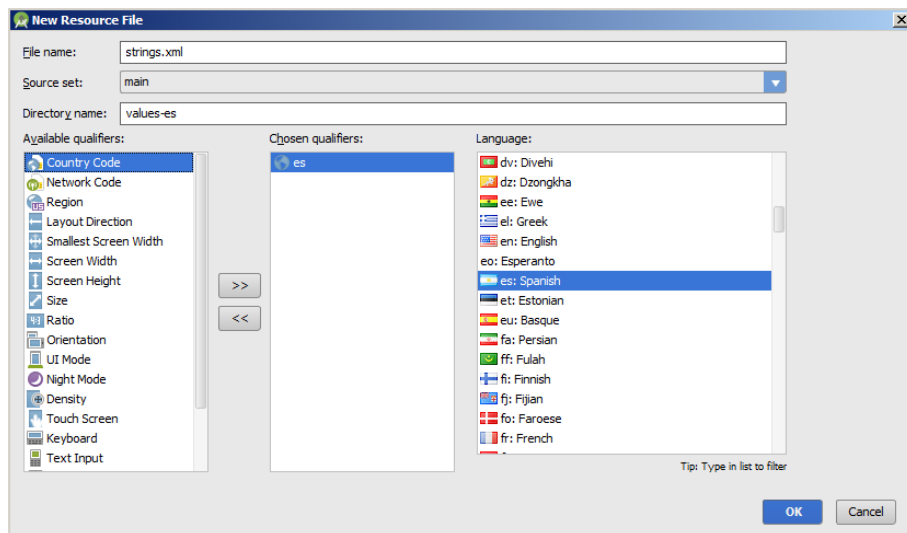 New Resource File
File name: strings.xml
Source set: main
Directory name: values-es
Available qualifiers:
Country Code
Network Code
Region
Layout Direction
Smallest Screen Width
Screen Width
Screen Height
Size
Ratio
Orientation
UI Mode
Night Mode
Density
Touch Screen
Keyboard
Text Input
>>
<<
Chosen qualifiers:
es
Language:
dv: Divehi
dz: Dzongkha
ee: Ewe
el: Greek
en: English
eo: Esperanto
es: Spanish
et: Estonian
eu: Basque
fa: Persian
ff: Fulah
fi: Finnish
fj: Fijian
fo: Faroese
fr: French
Tip: Type in list to filter
OK
Cancel